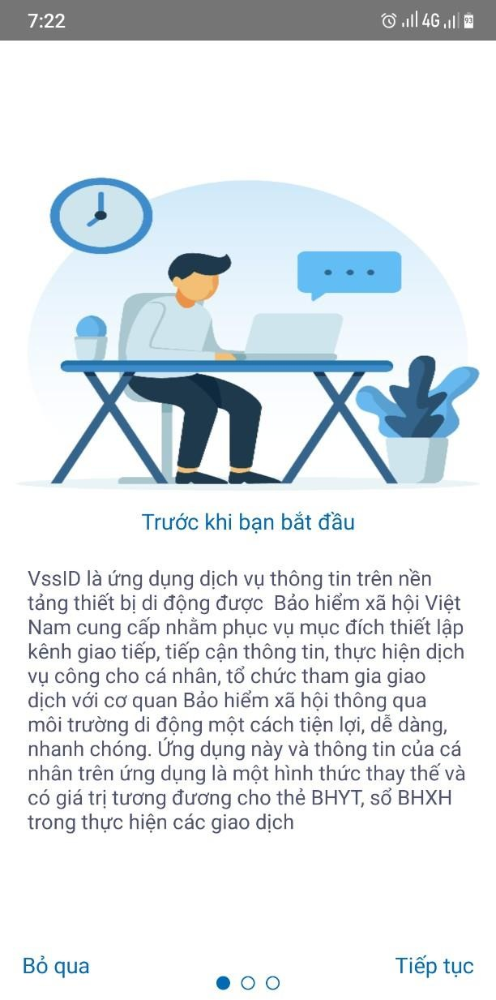 7:22
4G
93
Trước khi bạn bắt đầu
VssID là ứng dụng dịch vụ thông tin trên nền
tảng thiết bị di động được  Bảo hiểm xã hội Việt
Nam cung cấp nhằm phục vụ mục đích thiết lập
kênh giao tiếp, tiếp cận thông tin, thực hiện dịch
vụ công cho cá nhân, tổ chức tham gia giao
dịch với cơ quan Bảo hiểm xã hội thông qua
môi trường di động một cách tiện lợi, dễ dàng,
nhanh chóng. Ứng dụng này và thông tin của cá
nhân trên ứng dụng là một hình thức thay thế và
có giá trị tương đương cho thẻ BHYT, sổ BHXH
trong thực hiện các giao dịch
Bỏ qua
Tiếp tục